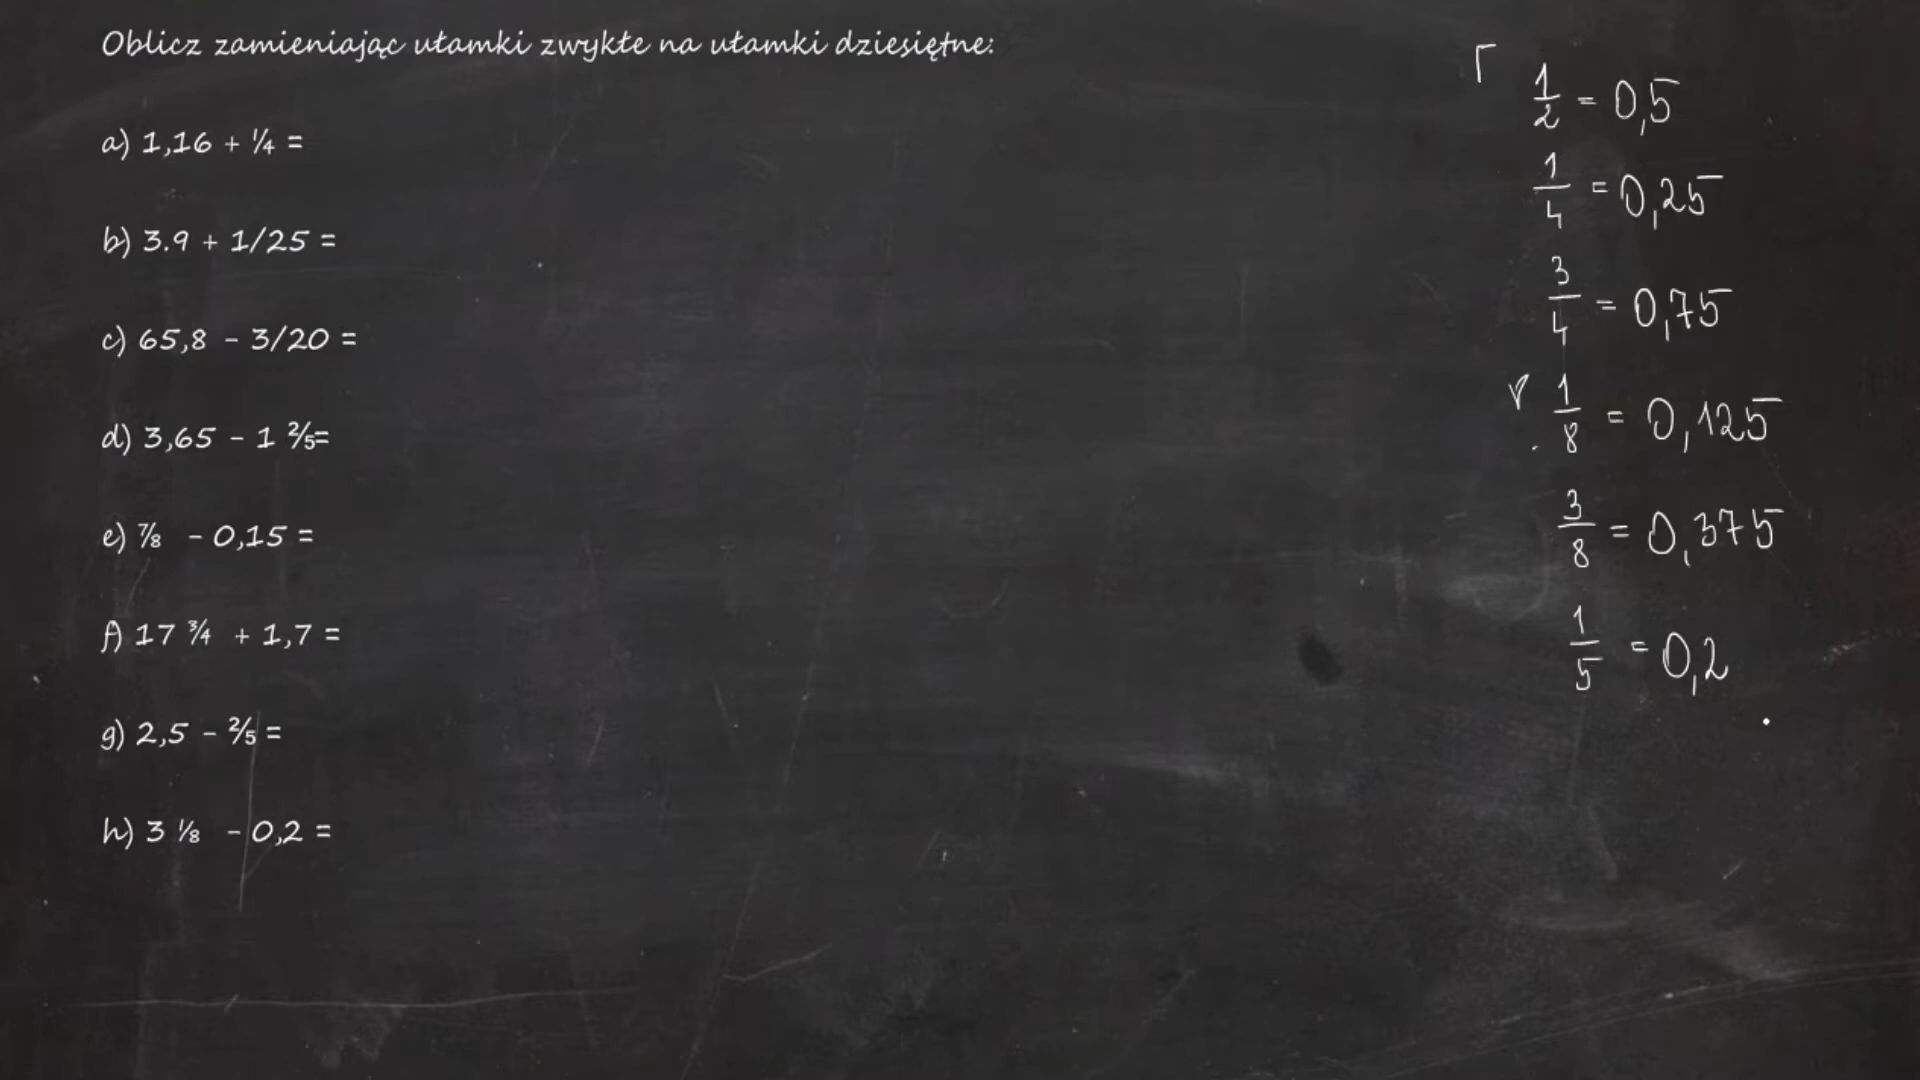 Oblicz zamieniając ułamki zwykłe na ułamki dziesiętne:
a) 1,16 + ¼ =
b) 3.9 + 1/25 =
c) 65,8 - 3/20 =
d) 3,65 - 1 ⅖=
e) ⅞ - 0,15 =
f) 17 ¾ + 1,7 =
g) 2,5 - ⅖ =
h) 3 ⅛ - 0,2 =
1/2 = 0,5
1/4 = 0,25
3/4 = 0,75
1/8 = 0,125
3/8 = 0,375
1/5 = 0,2